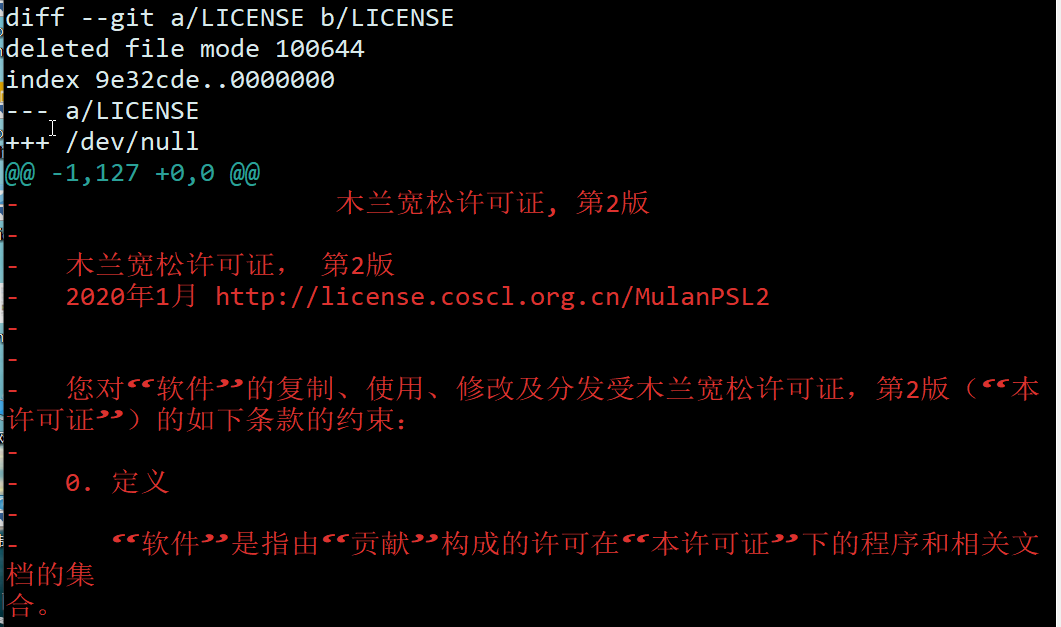 diff --git a/LICENSE b/LICENSE
deleted file mode 100644
index 9e32cde..0000000
--- a/LICENSE
+++ /dev/null
@@ -1,127 +0,0 @@
-                     木兰宽松许可证, 第2版
-
-   木兰宽松许可证， 第2版
-   2020年1月 http://license.coscl.org.cn/MulanPSL2
-
-
-   您对“软件”的复制、使用、修改及分发受木兰宽松许可证，第2版（“本
许可证”）的如下条款的约束：
-
-   0. 定义
-
-      “软件”是指由“贡献”构成的许可在“本许可证”下的程序和相关文
档的集
合。